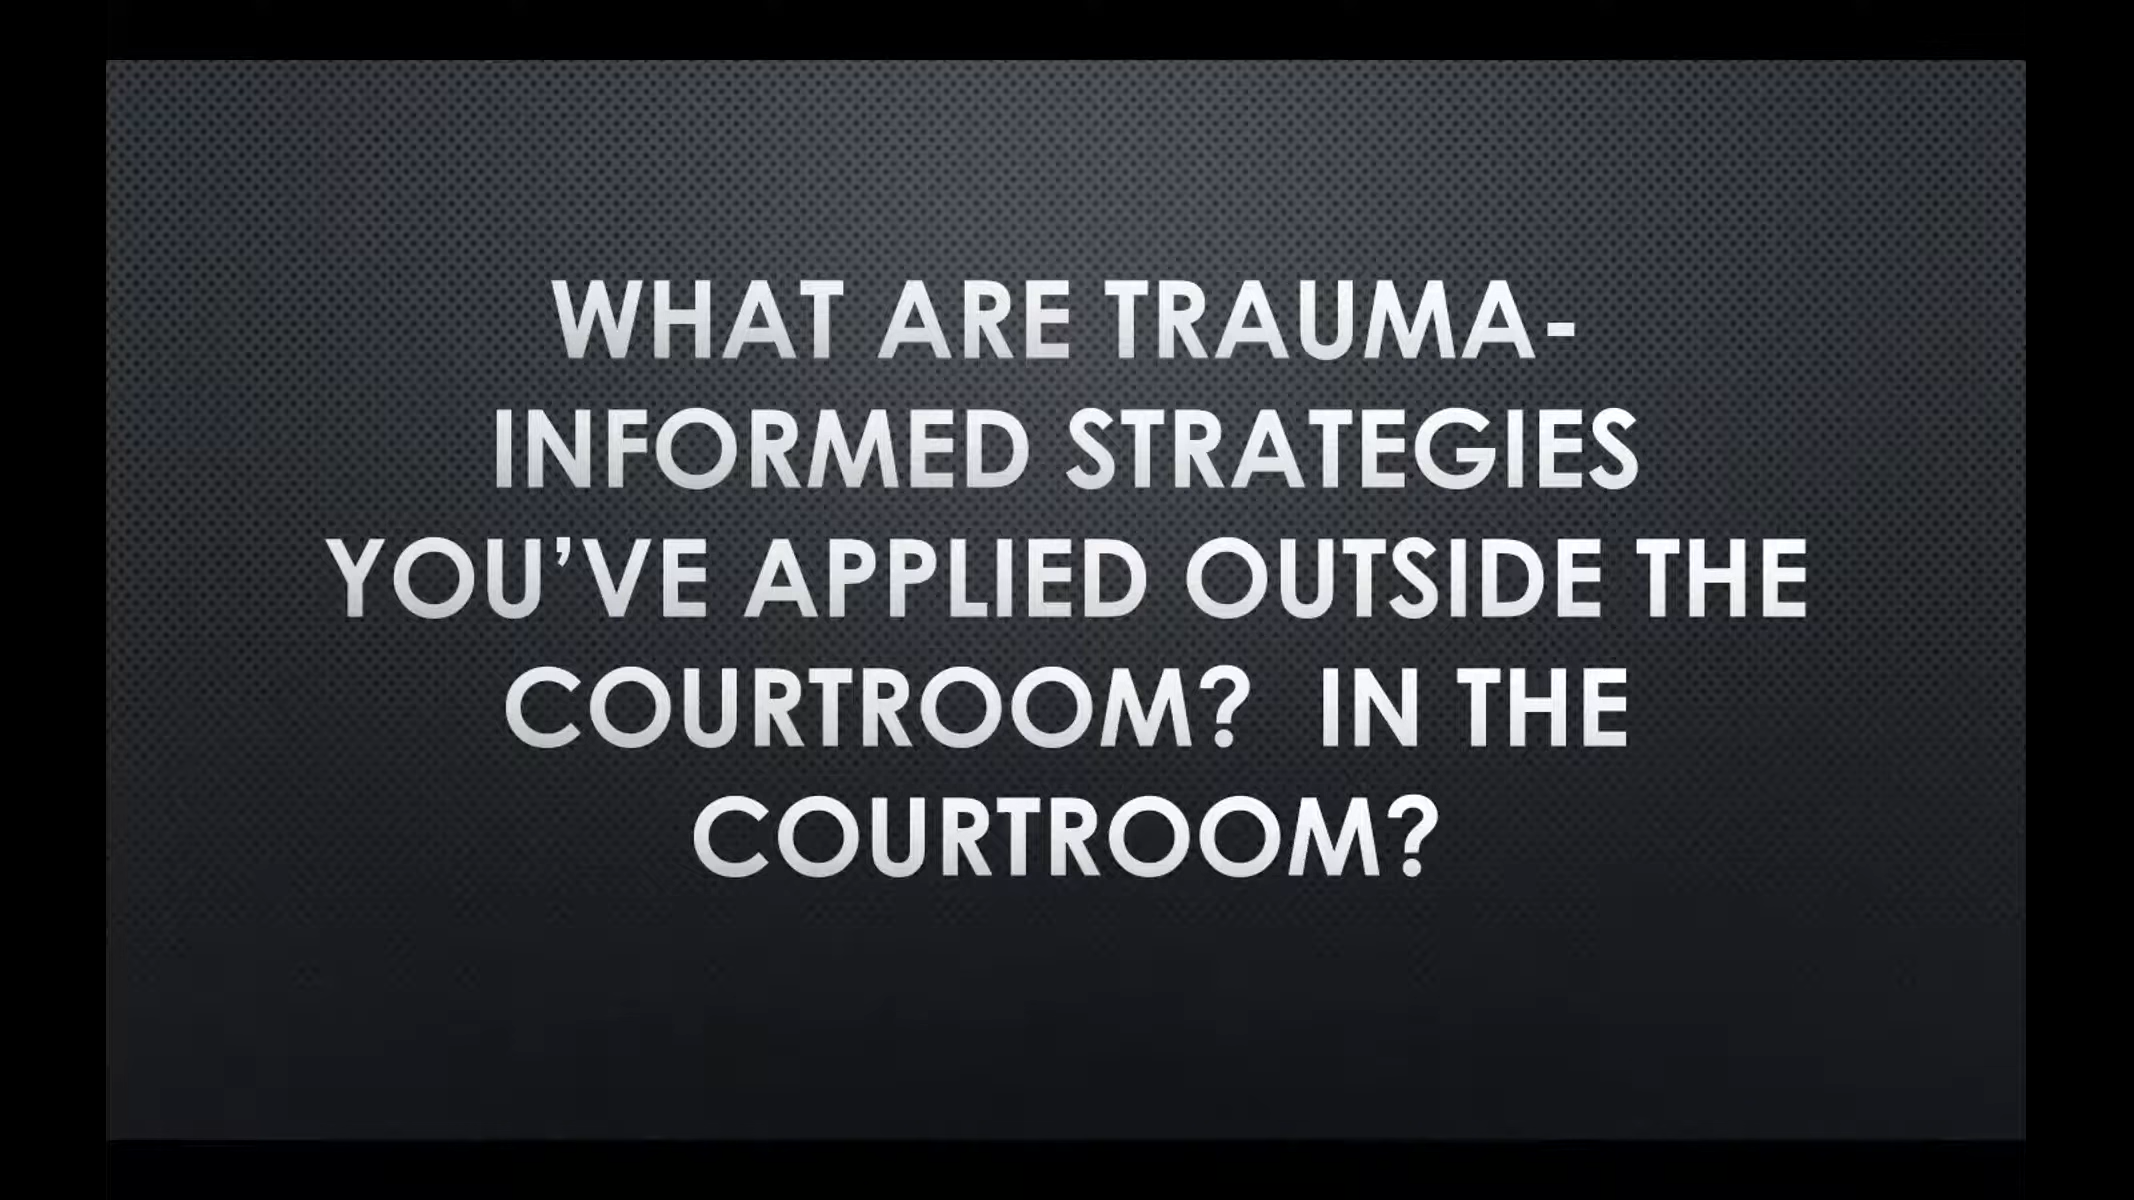 WHAT ARE TRAUMA-
INFORMED STRATEGIES
YOU’VE APPLIED OUTSIDE THE
COURTROOM?  IN THE
COURTROOM?